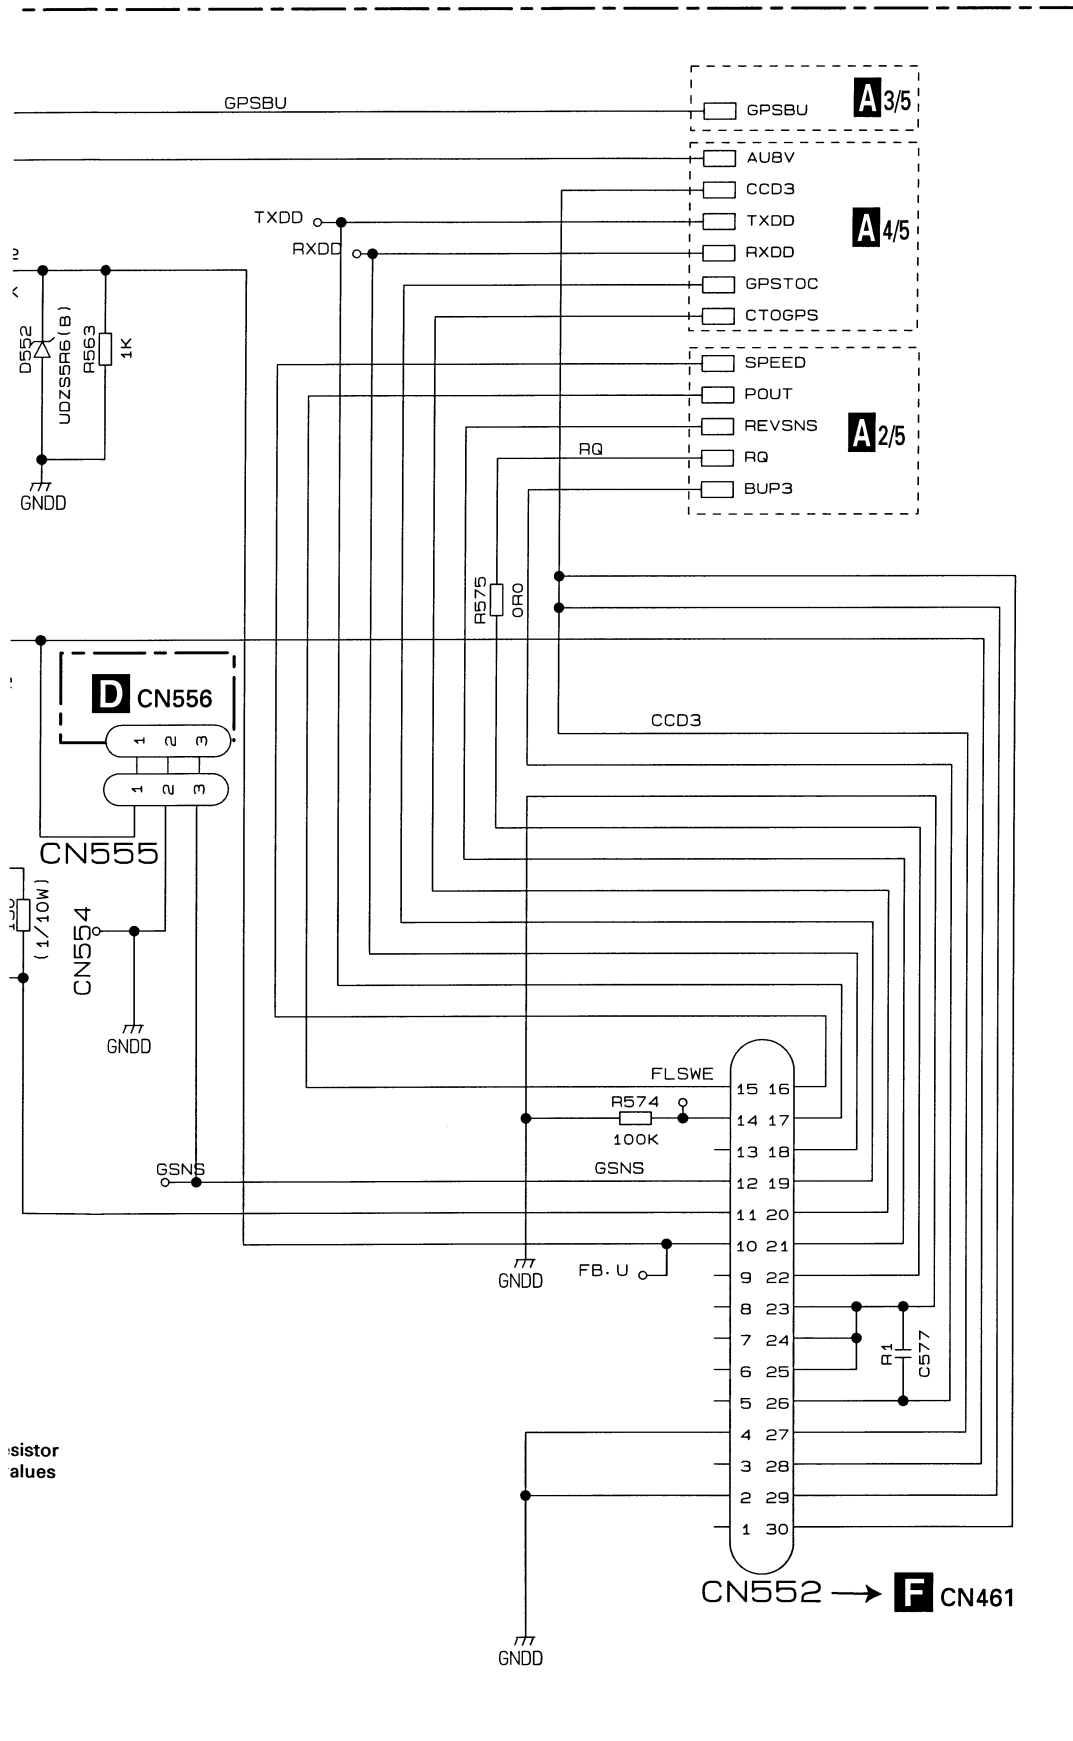 GPSBU
GPSBU
A 3/5
AU8V
CCD3
TXDD
TXDD
A 4/5
RXDD
RXDD
GPSTOC
CTOGPS
D552
UDZS5R6(B)
R563
1K
GNDD
SPEED
POUT
REVSNS
A 2/5
RQ
RQ
BUP3
R575
0R0
D CN556
1 2 3
1 2 3
CN555
CCD3
(1/10W)
CN554
GNDD
FLSWE
R574
100K
GSNS
GSNS
FB.U
GNDD
15 16
14 17
13 18
12 19
11 20
10 21
9 22
8 23
7 24
6 25
5 26
4 27
3 28
2 29
1 30
R1
C577
sistor
alues
CN552 → F CN461
GNDD